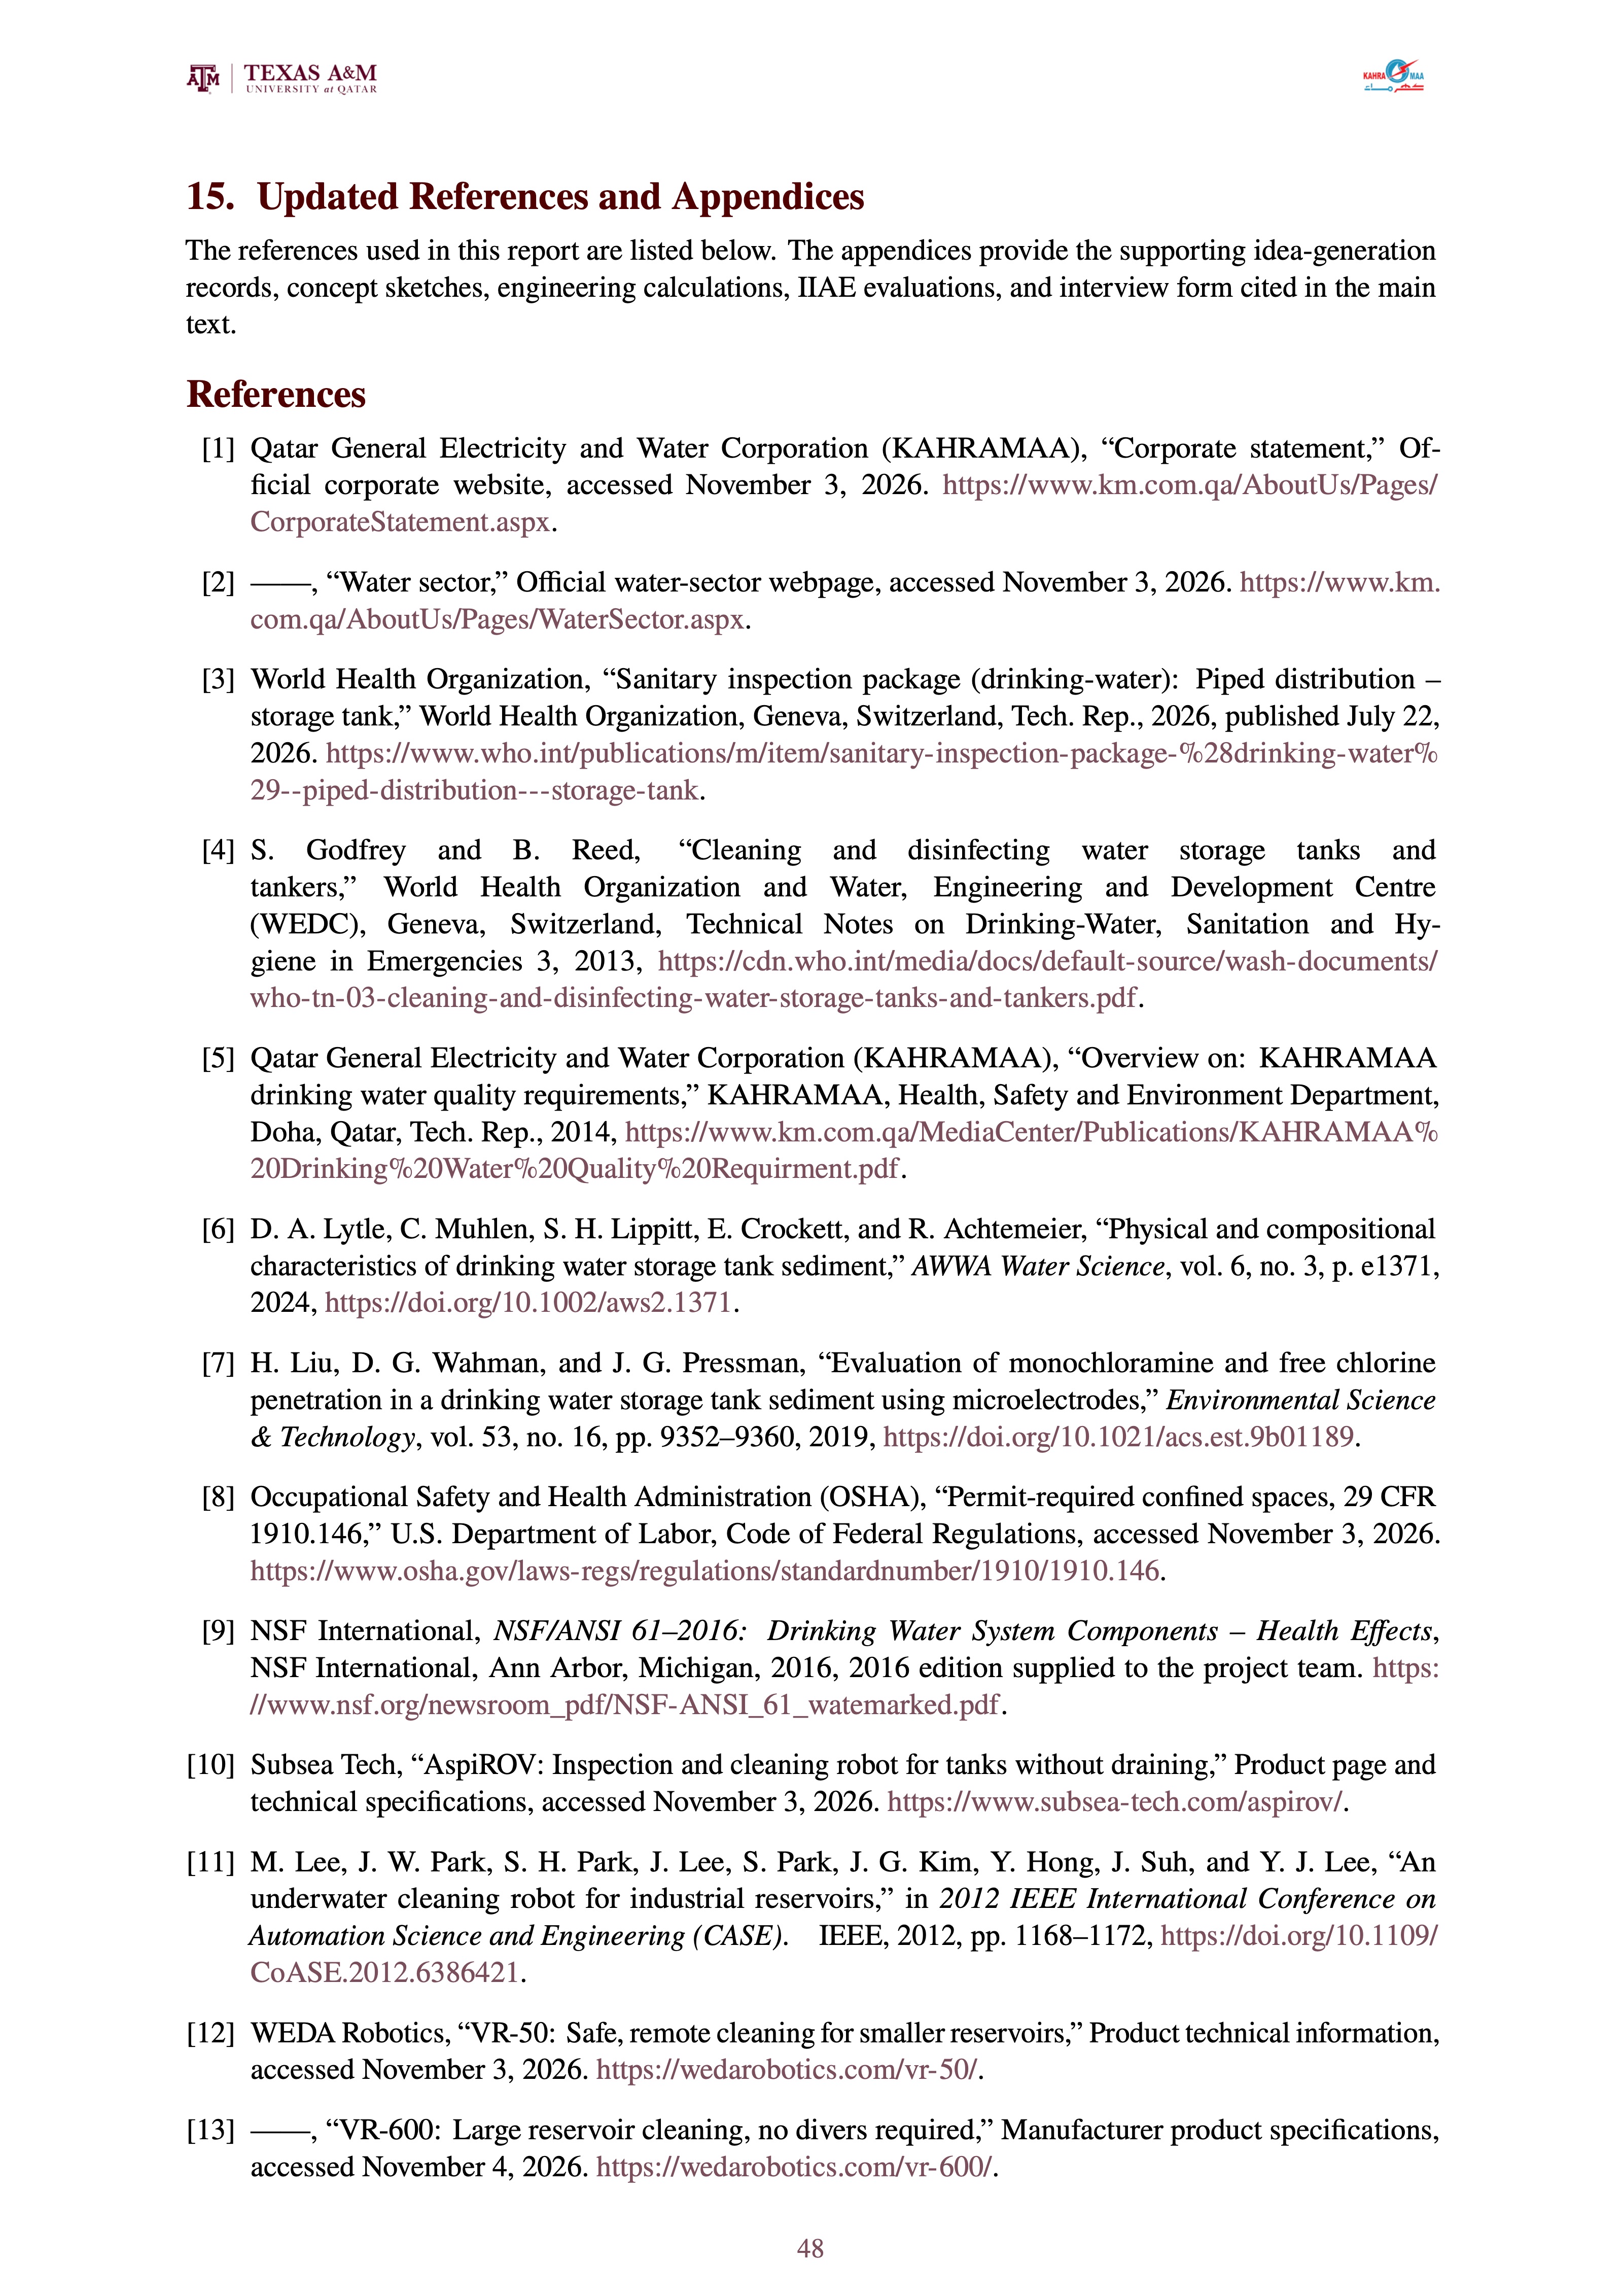 TEXAS A&M
UNIVERSITY at QATAR
KAHRA MAA
كهرماء
15. Updated References and Appendices
The references used in this report are listed below. The appendices provide the supporting idea-generation
records, concept sketches, engineering calculations, IIAE evaluations, and interview form cited in the main
text.
References
[1] Qatar General Electricity and Water Corporation (KAHRAMAA), “Corporate statement,” Of-
ficial corporate website, accessed November 3, 2026. https://www.km.com.qa/AboutUs/Pages/
CorporateStatement.aspx.
[2] ——, “Water sector,” Official water-sector webpage, accessed November 3, 2026. https://www.km.
com.qa/AboutUs/Pages/WaterSector.aspx.
[3] World Health Organization, “Sanitary inspection package (drinking-water): Piped distribution –
storage tank,” World Health Organization, Geneva, Switzerland, Tech. Rep., 2026, published July 22,
2026. https://www.who.int/publications/m/item/sanitary-inspection-package-%28drinking-water%
29--piped-distribution---storage-tank.
[4] S. Godfrey and B. Reed, “Cleaning and disinfecting water storage tanks and
tankers,” World Health Organization and Water, Engineering and Development Centre
(WEDC), Geneva, Switzerland, Technical Notes on Drinking-Water, Sanitation and Hy-
giene in Emergencies 3, 2013, https://cdn.who.int/media/docs/default-source/wash-documents/
who-tn-03-cleaning-and-disinfecting-water-storage-tanks-and-tankers.pdf.
[5] Qatar General Electricity and Water Corporation (KAHRAMAA), “Overview on: KAHRAMAA
drinking water quality requirements,” KAHRAMAA, Health, Safety and Environment Department,
Doha, Qatar, Tech. Rep., 2014, https://www.km.com.qa/MediaCenter/Publications/KAHRAMAA%
20Drinking%20Water%20Quality%20Requirment.pdf.
[6] D. A. Lytle, C. Muhlen, S. H. Lippitt, E. Crockett, and R. Achtemeier, “Physical and compositional
characteristics of drinking water storage tank sediment,” AWWA Water Science, vol. 6, no. 3, p. e1371,
2024, https://doi.org/10.1002/aws2.1371.
[7] H. Liu, D. G. Wahman, and J. G. Pressman, “Evaluation of monochloramine and free chlorine
penetration in a drinking water storage tank sediment using microelectrodes,” Environmental Science
& Technology, vol. 53, no. 16, pp. 9352–9360, 2019, https://doi.org/10.1021/acs.est.9b01189.
[8] Occupational Safety and Health Administration (OSHA), “Permit-required confined spaces, 29 CFR
1910.146,” U.S. Department of Labor, Code of Federal Regulations, accessed November 3, 2026.
https://www.osha.gov/laws-regs/regulations/standardnumber/1910/1910.146.
[9] NSF International, NSF/ANSI 61–2016: Drinking Water System Components – Health Effects,
NSF International, Ann Arbor, Michigan, 2016, 2016 edition supplied to the project team. https:
//www.nsf.org/newsroom_pdf/NSF-ANSI_61_watemarked.pdf.
[10] Subsea Tech, “AspiROV: Inspection and cleaning robot for tanks without draining,” Product page and
technical specifications, accessed November 3, 2026. https://www.subsea-tech.com/aspirov/.
[11] M. Lee, J. W. Park, S. H. Park, J. Lee, S. Park, J. G. Kim, Y. Hong, J. Suh, and Y. J. Lee, “An
underwater cleaning robot for industrial reservoirs,” in 2012 IEEE International Conference on
Automation Science and Engineering (CASE). IEEE, 2012, pp. 1168–1172, https://doi.org/10.1109/
CoASE.2012.6386421.
[12] WEDA Robotics, “VR-50: Safe, remote cleaning for smaller reservoirs,” Product technical information,
accessed November 3, 2026. https://wedarobotics.com/vr-50/.
[13] ——, “VR-600: Large reservoir cleaning, no divers required,” Manufacturer product specifications,
accessed November 4, 2026. https://wedarobotics.com/vr-600/.
48